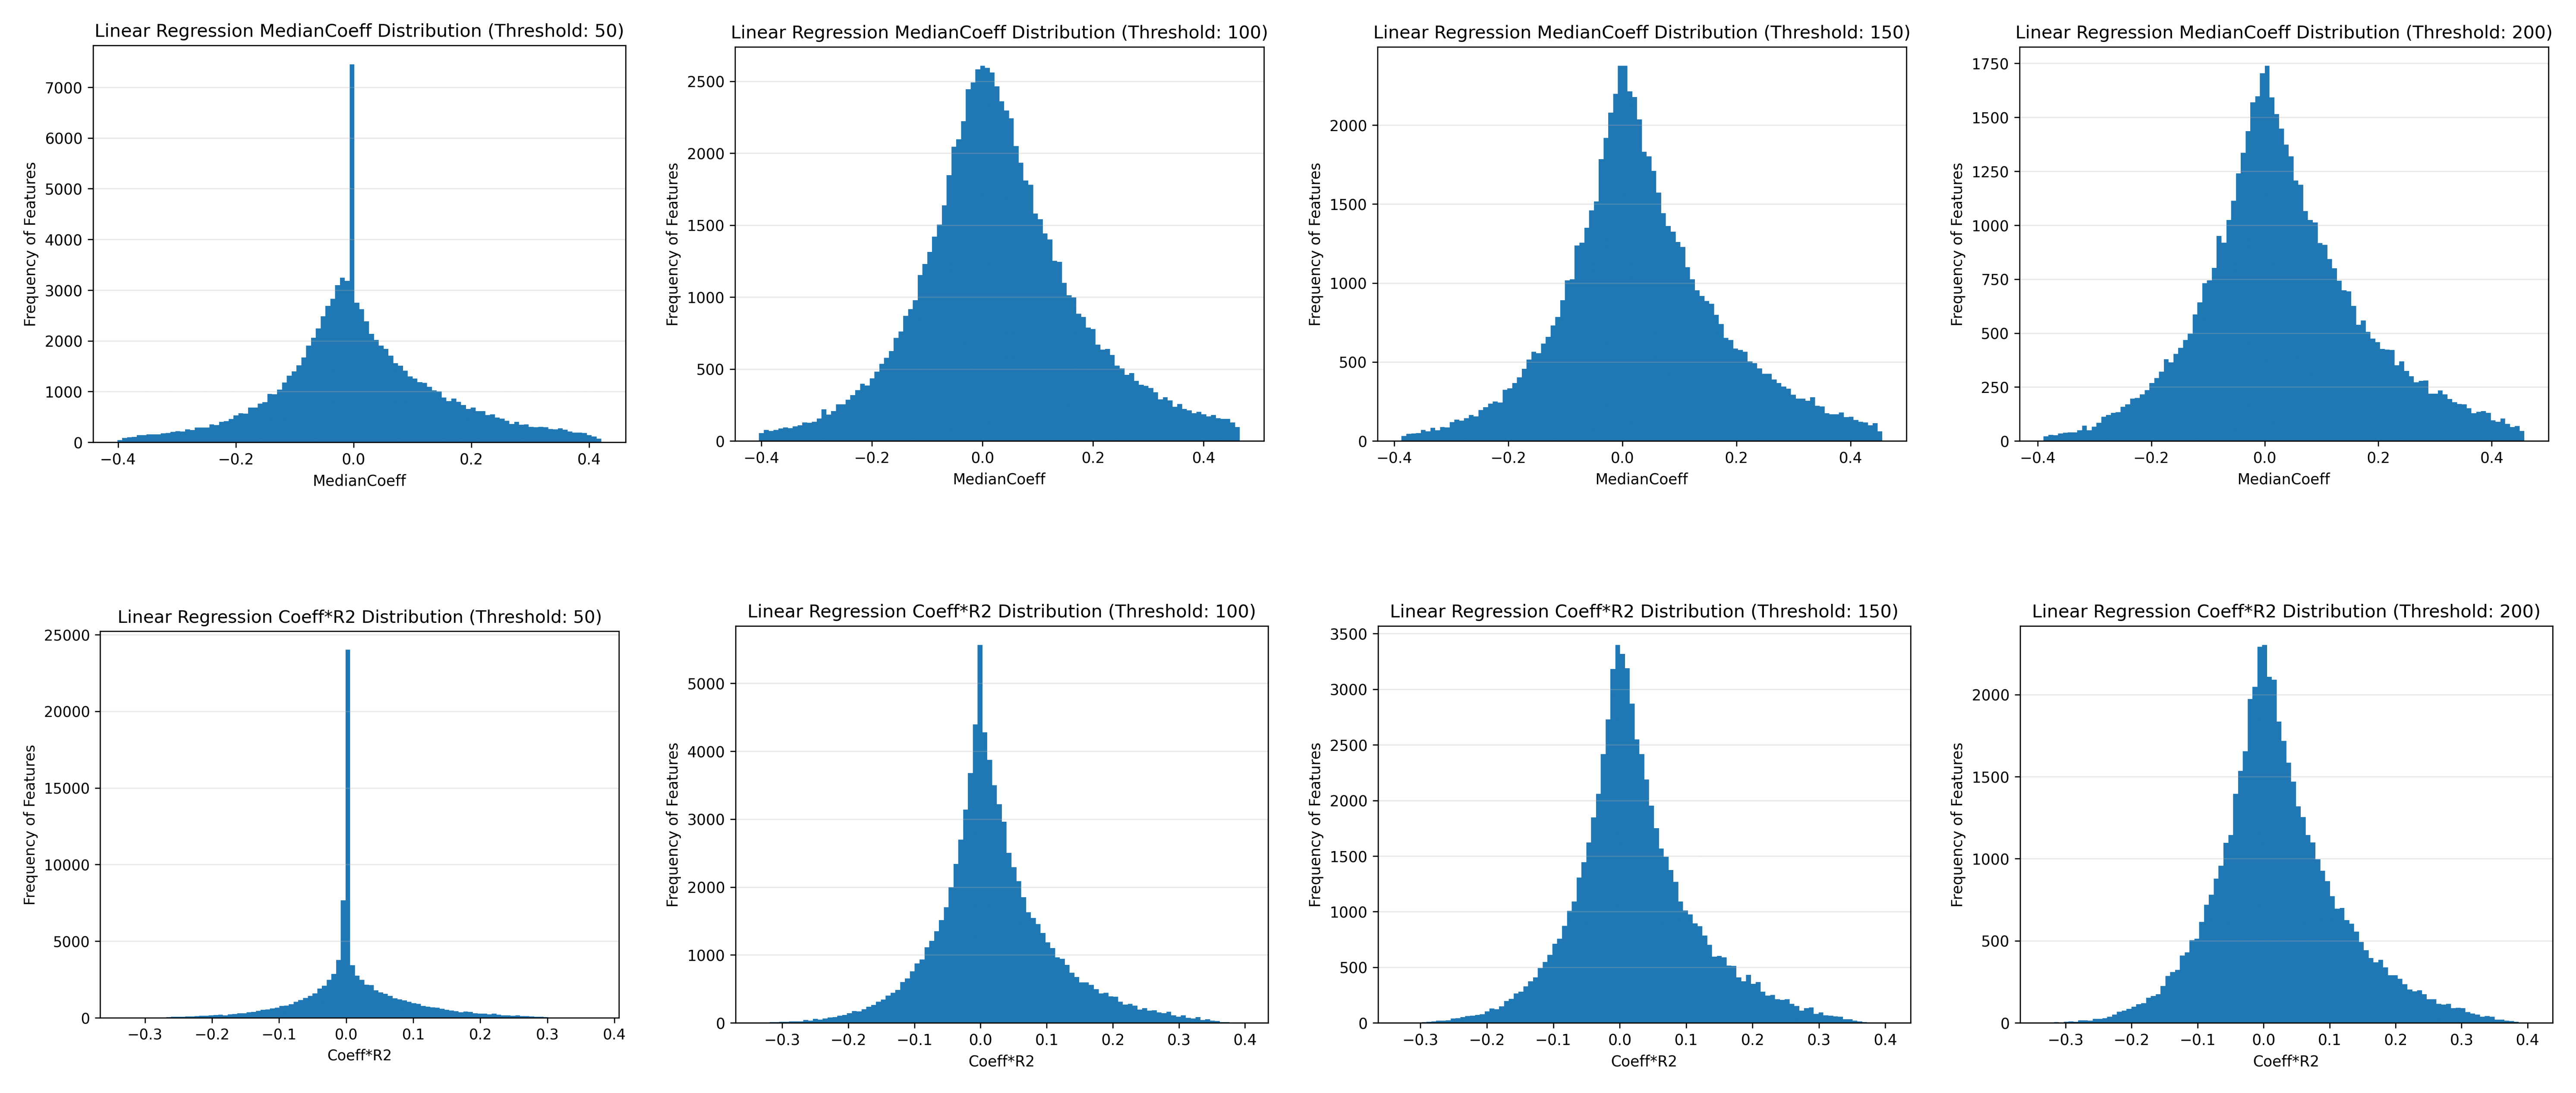 Linear Regression MedianCoeff Distribution (Threshold: 50)
7000
6000
5000
4000
3000
2000
1000
0
Frequency of Features
−0.4 −0.2 0.0 0.2 0.4
MedianCoeff
Linear Regression MedianCoeff Distribution (Threshold: 100)
2500
2000
1500
1000
500
0
Frequency of Features
−0.4 −0.2 0.0 0.2 0.4
MedianCoeff
Linear Regression MedianCoeff Distribution (Threshold: 150)
2000
1500
1000
500
0
Frequency of Features
−0.4 −0.2 0.0 0.2 0.4
MedianCoeff
Linear Regression MedianCoeff Distribution (Threshold: 200)
1750
1500
1250
1000
750
500
250
0
Frequency of Features
−0.4 −0.2 0.0 0.2 0.4
MedianCoeff
Linear Regression Coeff*R2 Distribution (Threshold: 50)
25000
20000
15000
10000
5000
0
Frequency of Features
−0.3 −0.2 −0.1 0.0 0.1 0.2 0.3 0.4
Coeff*R2
Linear Regression Coeff*R2 Distribution (Threshold: 100)
5000
4000
3000
2000
1000
0
Frequency of Features
−0.3 −0.2 −0.1 0.0 0.1 0.2 0.3 0.4
Coeff*R2
Linear Regression Coeff*R2 Distribution (Threshold: 150)
3500
3000
2500
2000
1500
1000
500
0
Frequency of Features
−0.3 −0.2 −0.1 0.0 0.1 0.2 0.3 0.4
Coeff*R2
Linear Regression Coeff*R2 Distribution (Threshold: 200)
2000
1500
1000
500
0
Frequency of Features
−0.3 −0.2 −0.1 0.0 0.1 0.2 0.3 0.4
Coeff*R2